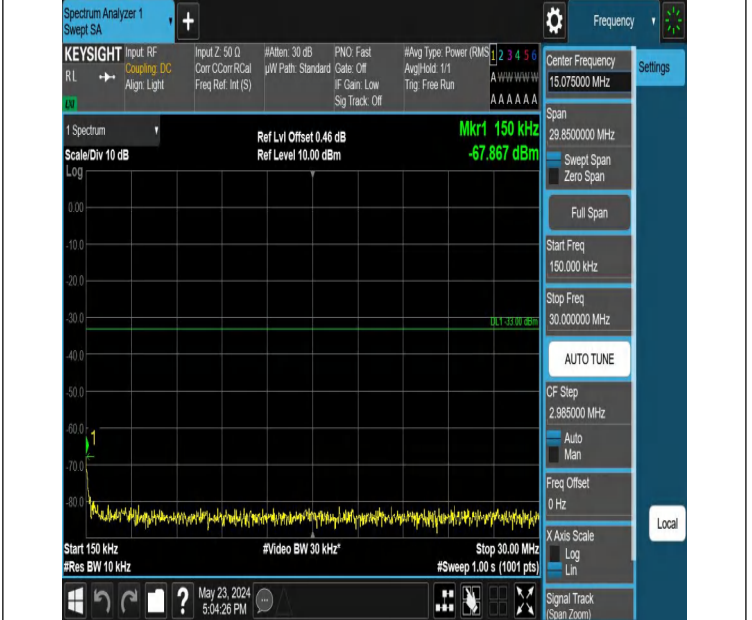 Spectrum Analyzer 1
Swept SA
+
Frequency
KEYSIGHT
RL
LXI
Input: RF
Coupling: DC
Align: Light
Input Z: 50 Ω
Corr CCorr RCal
Freq Ref: Int (S)
#Atten: 30 dB
µW Path: Standard
PNO: Fast
Gate: Off
IF Gain: Low
Sig Track: Off
#Avg Type: Power (RMS
Avg|Hold: 1/1
Trig: Free Run
1 2 3 4 5 6
A W W W W W
A A A A A A
1 Spectrum
Scale/Div 10 dB
Log
Ref Lvl Offset 0.46 dB
Ref Level 10.00 dBm
Mkr1 150 kHz
-67.867 dBm
0.00
-10.0
-20.0
-30.0
DL1 -33.00 dBm
-40.0
-50.0
-60.0
1
-70.0
-80.0
Start 150 kHz
#Res BW 10 kHz
#Video BW 30 kHz*
Stop 30.00 MHz
#Sweep 1.00 s (1001 pts)
Center Frequency
15.075000 MHz
Settings
Span
29.8500000 MHz
Swept Span
Zero Span
Full Span
Start Freq
150.000 kHz
Stop Freq
30.000000 MHz
AUTO TUNE
CF Step
2.985000 MHz
Auto
Man
Freq Offset
0 Hz
X Axis Scale
Log
Lin
Local
Signal Track
(Span Zoom)
?
May 23, 2024
5:04:26 PM